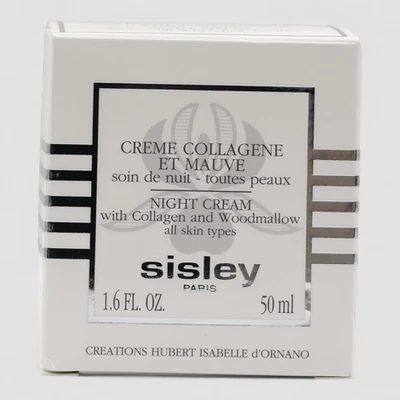 CREME COLLAGENE
ET MAUVE
soin de nuit - toutes peaux
NIGHT CREAM
with Collagen and Woodmallow
all skin types
sisley
PARIS
1.6 FL. OZ. 50 ml
CREATIONS HUBERT ISABELLE d'ORNANO